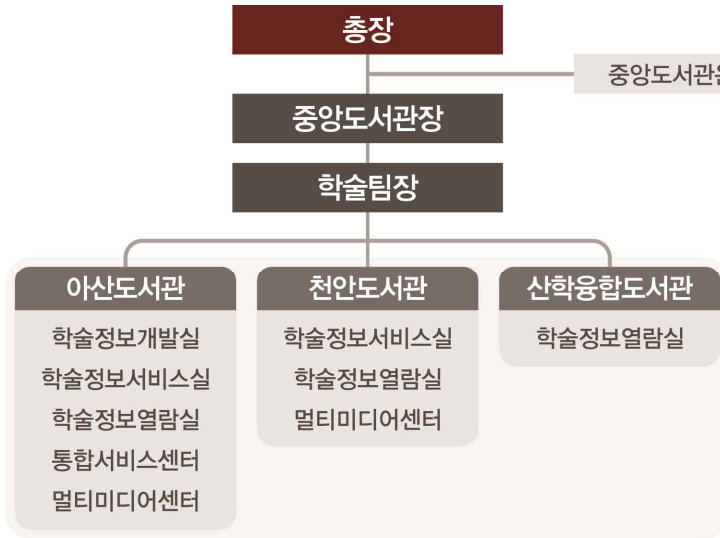 총장
중앙도서관
중앙도서관장
학술팀장
아산도서관
학술정보개발실
학술정보서비스실
학술정보열람실
통합서비스센터
멀티미디어센터
천안도서관
학술정보서비스실
학술정보열람실
멀티미디어센터
산학융합도서관
학술정보열람실